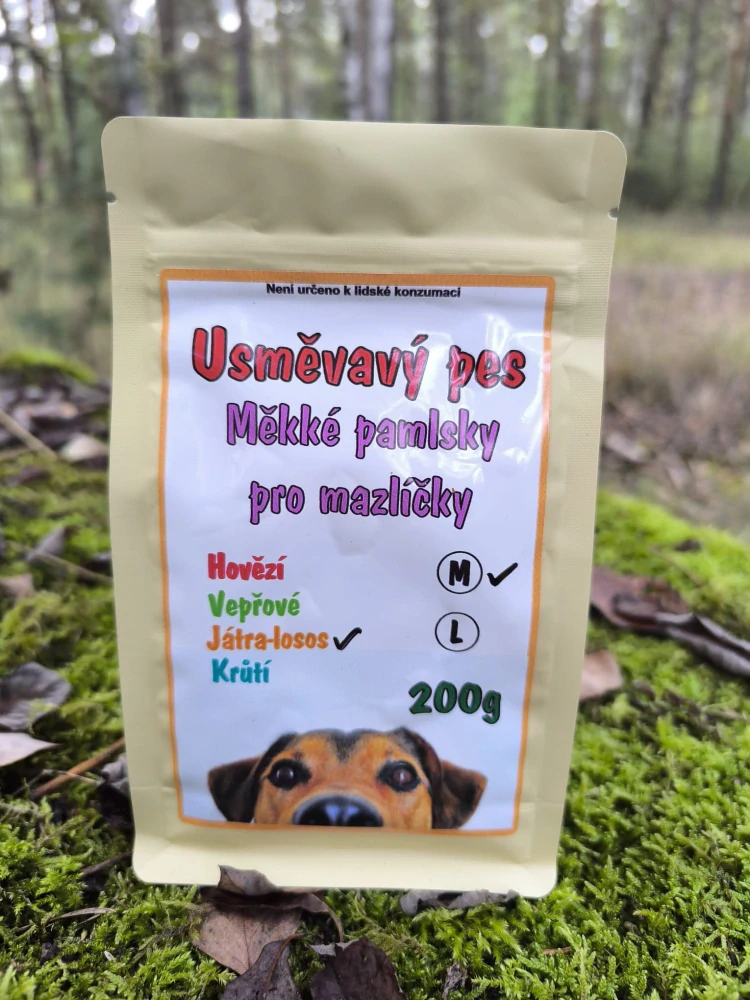 Není určeno k lidské konzumaci
Usměvavý pes
Měkké pamlsky
pro mazlíčky
Hovězí
M ✓
Vepřové
Játra-losos ✓
L
Krůtí
200g